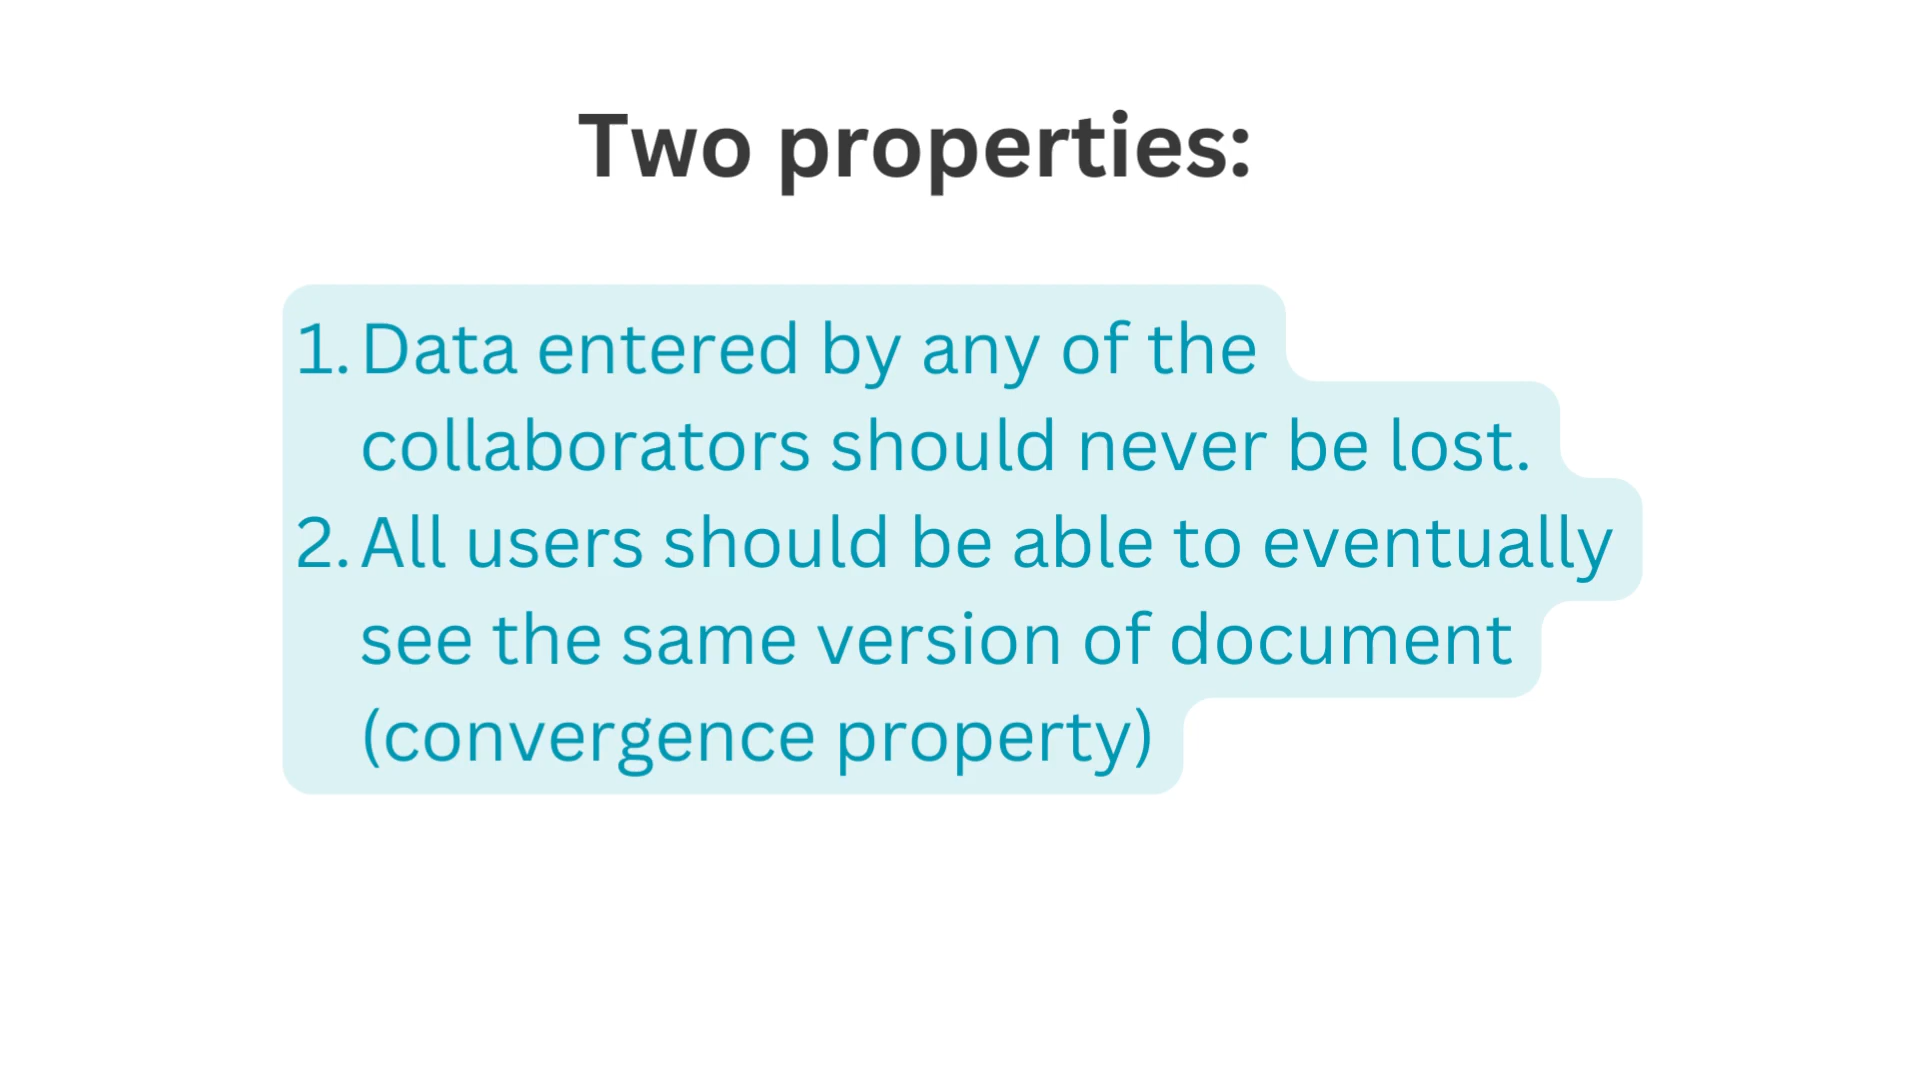 Two properties:
1. Data entered by any of the
collaborators should never be lost.
2. All users should be able to eventually
see the same version of document
(convergence property)